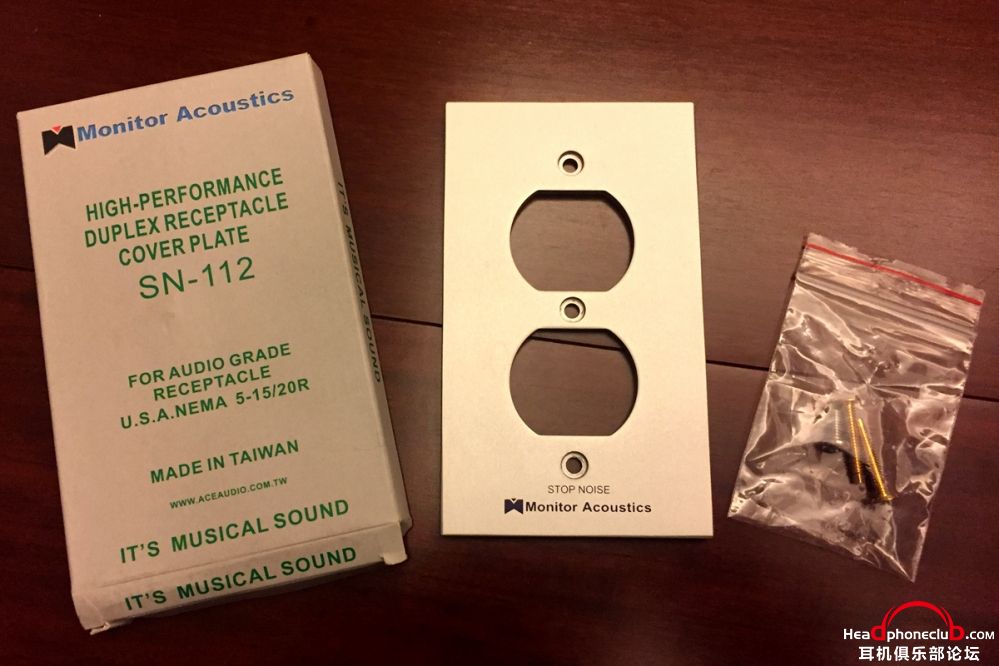 Monitor Acoustics
HIGH-PERFORMANCE
DUPLEX RECEPTACLE
COVER PLATE
SN-112
FOR AUDIO GRADE
RECEPTACLE
U.S.A.NEMA 5-15/20R
MADE IN TAIWAN
WWW.ACEAUDIO.COM.TW
IT'S MUSICAL SOUND
IT'S MUSICAL SOUND
IT'S MUSICAL SOUND
STOP NOISE
Monitor Acoustics
Headphoneclub.com
耳机俱乐部论坛